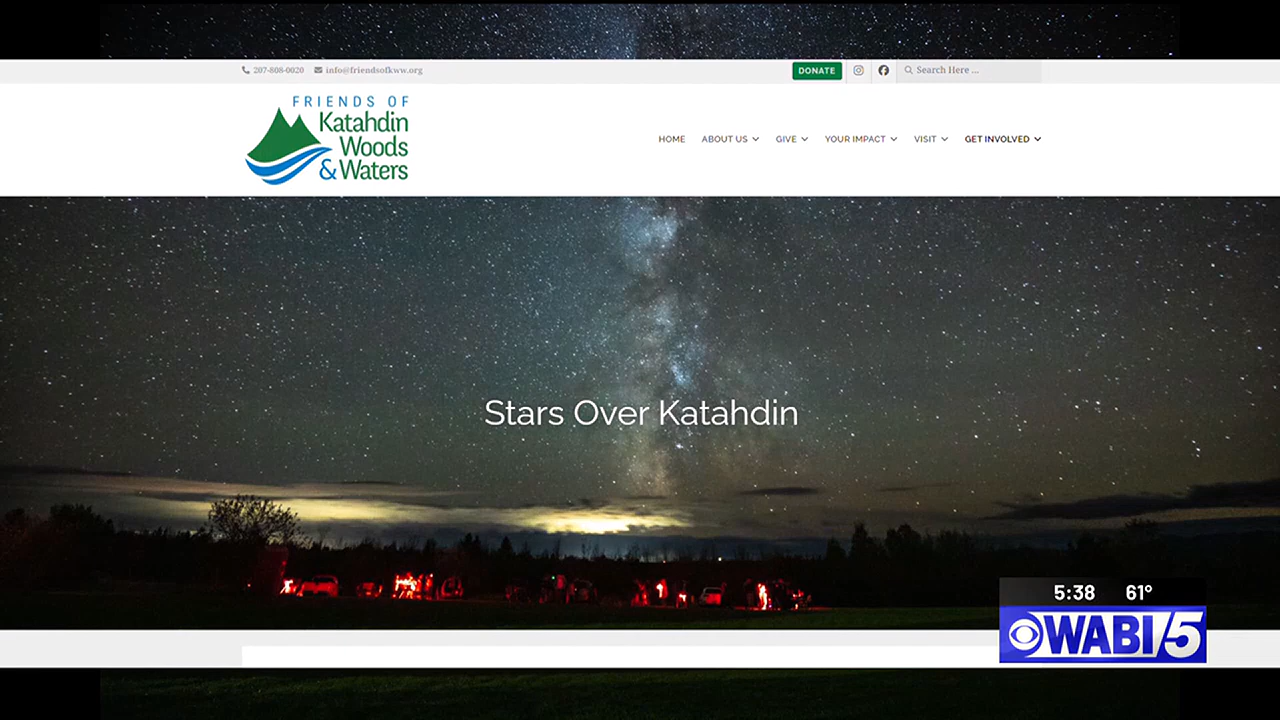 207-808-0020 info@friendsofkww.org DONATE Search Here ...
FRIENDS OF
Katahdin
Woods
& Waters
HOME ABOUT US GIVE YOUR IMPACT VISIT GET INVOLVED
Stars Over Katahdin
5:38 61°
WABI 5